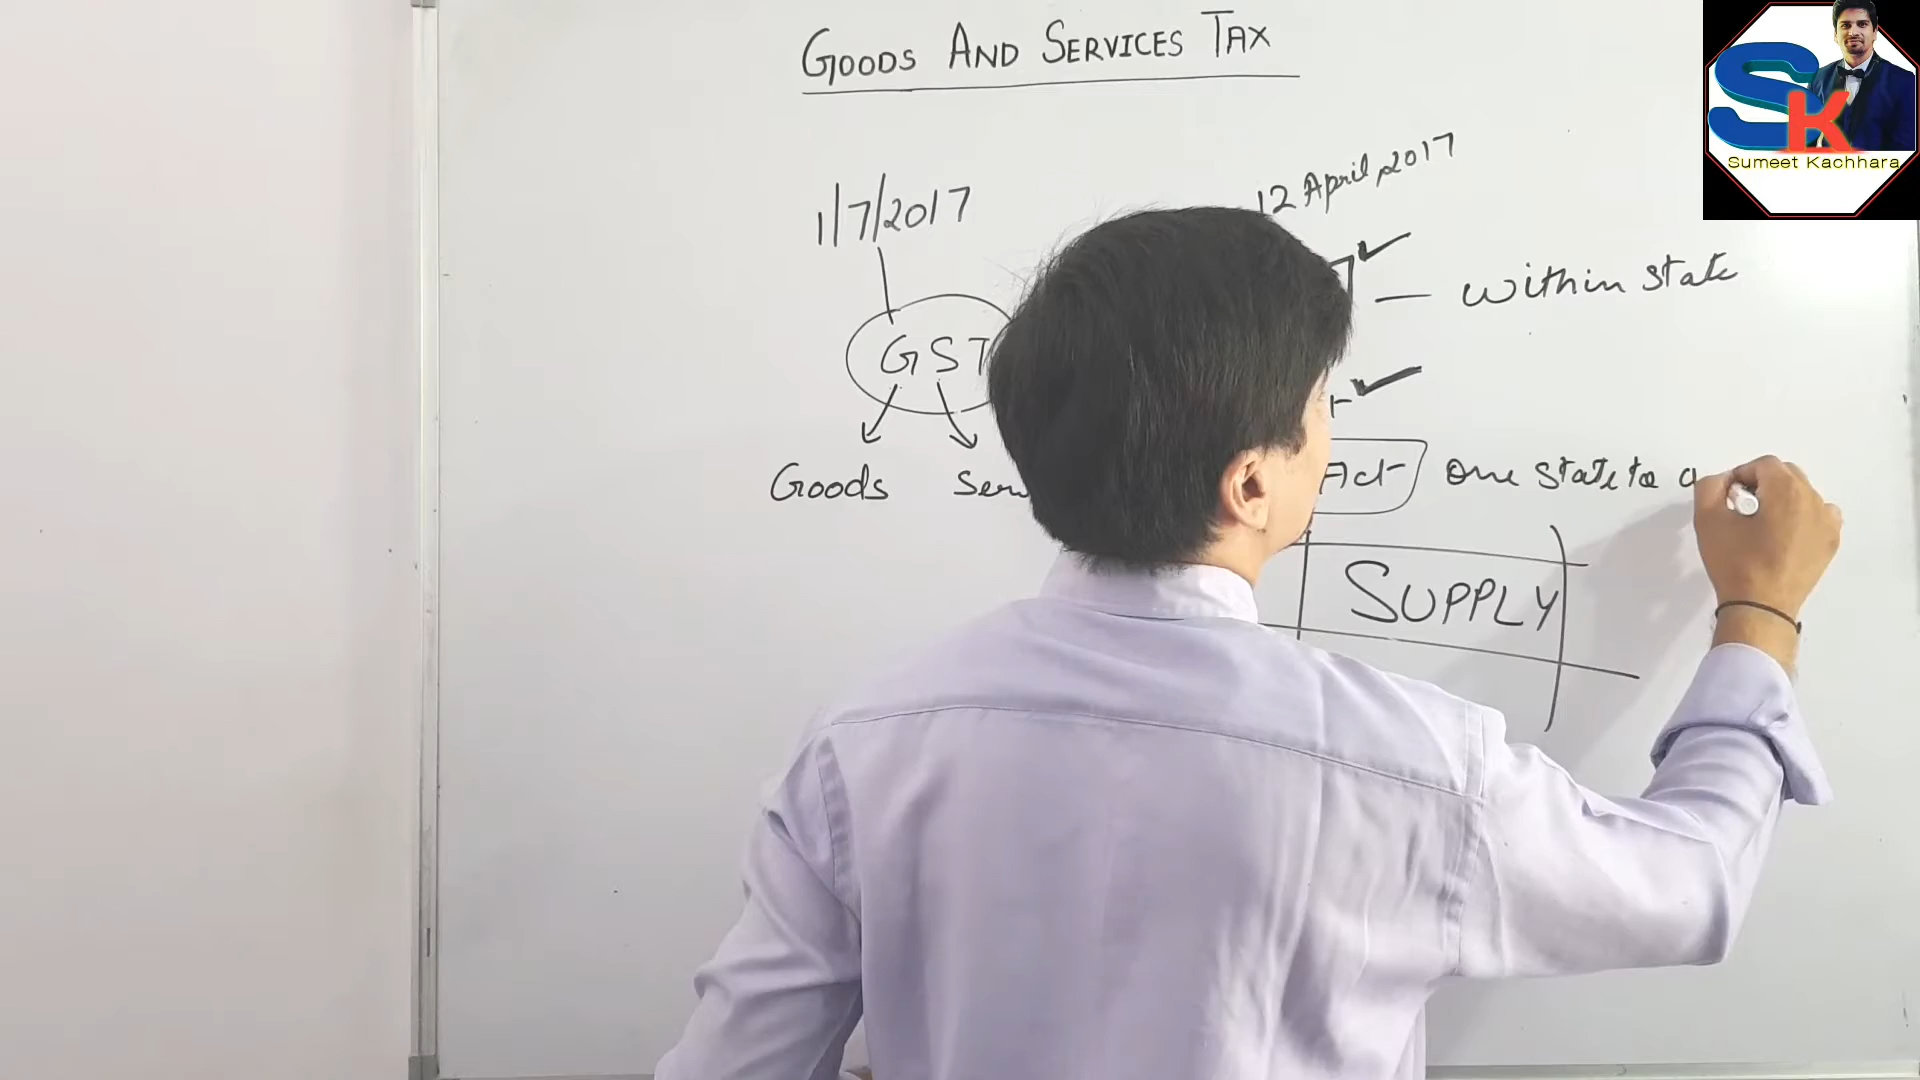 GOODS AND SERVICES TAX
1/7/2017
12 April, 2017
within state
GST
Goods
Act
one state to
SUPPLY
SK
Sumeet Kachhara